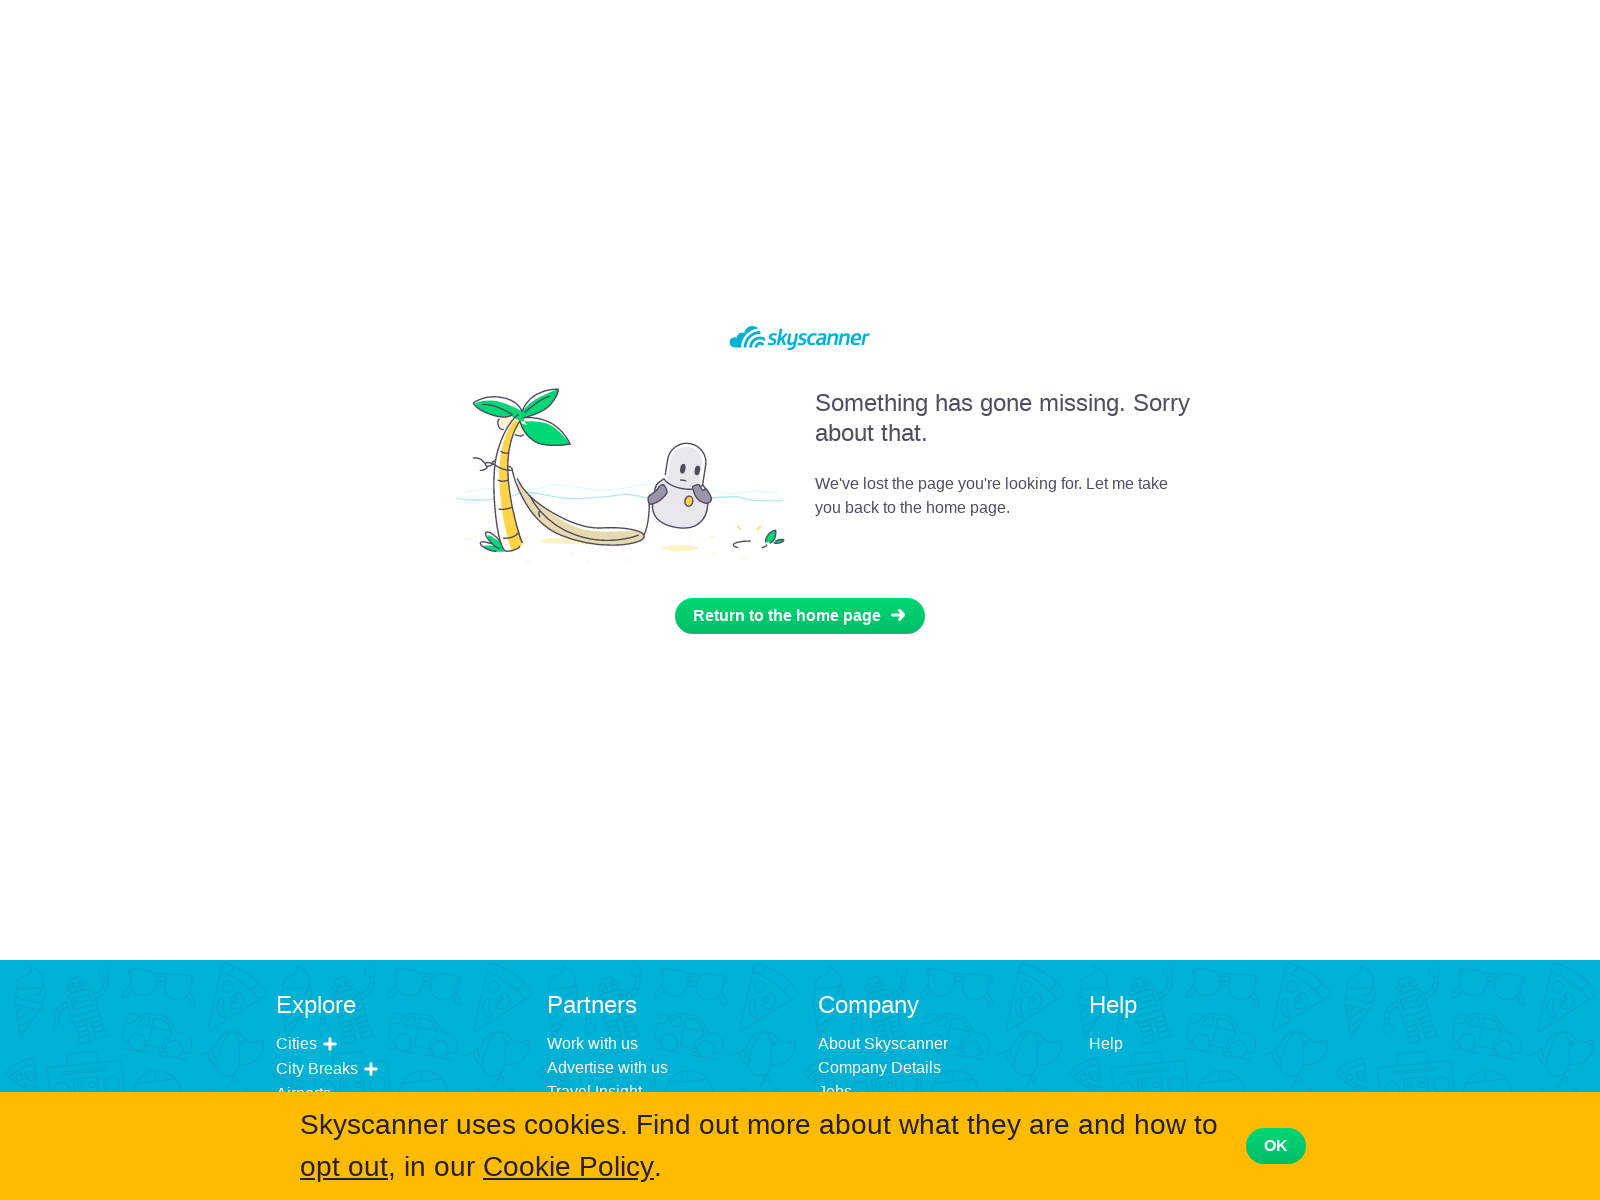 skyscanner
Something has gone missing. Sorry
about that.
We've lost the page you're looking for. Let me take
you back to the home page.
Return to the home page
Explore
Cities
City Breaks
Airports
Partners
Work with us
Advertise with us
Travel Insight
Company
About Skyscanner
Company Details
Jobs
Help
Help
Skyscanner uses cookies. Find out more about what they are and how to
opt out, in our Cookie Policy.
OK